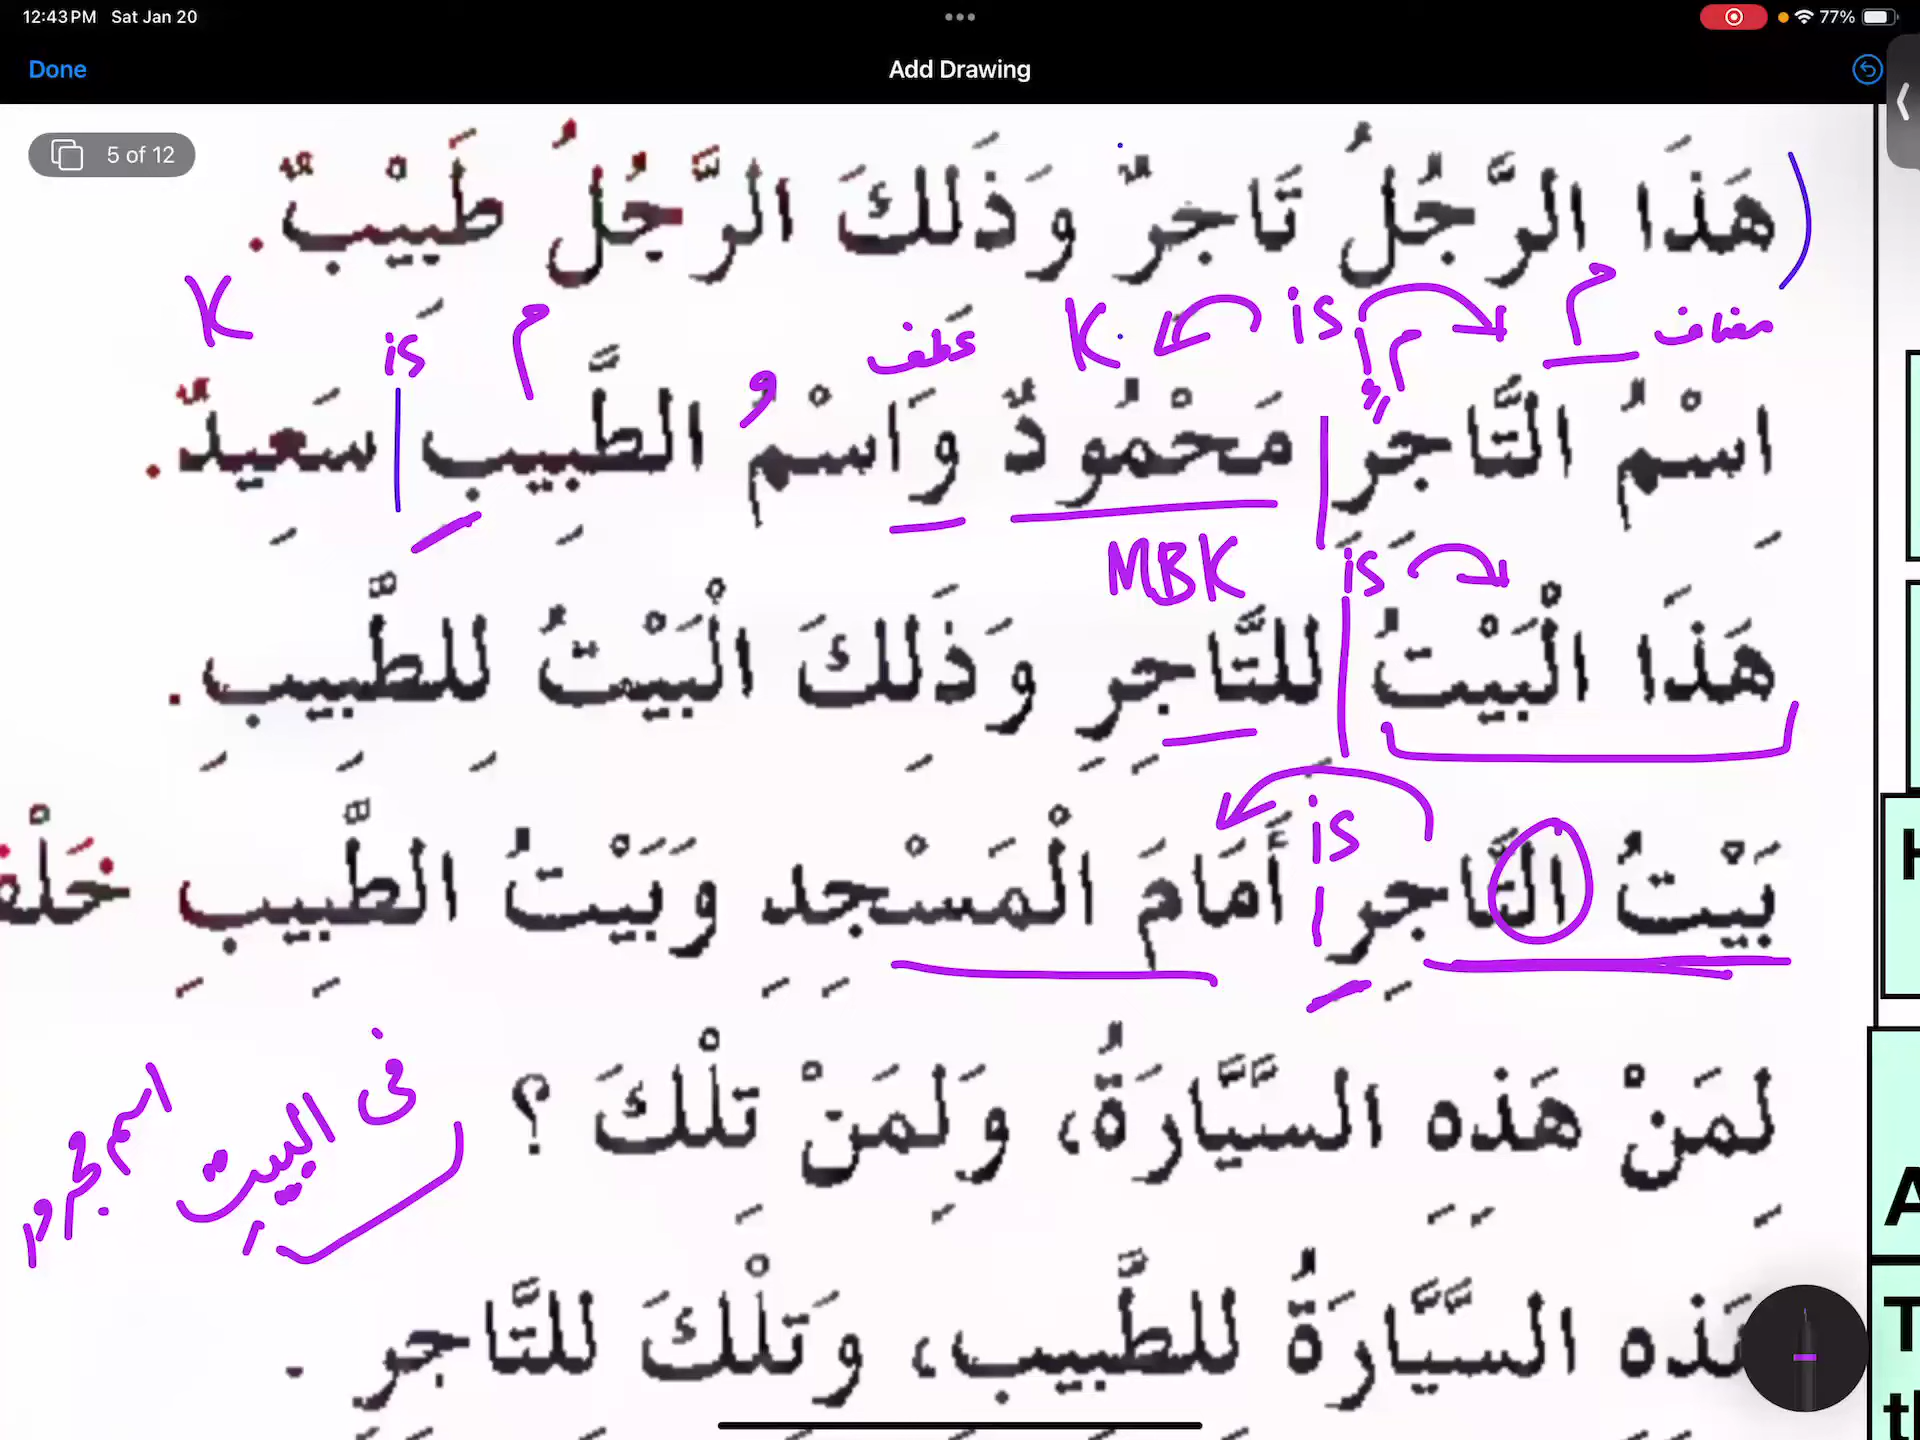 12:43 PM Sat Jan 20
77%
Done
Add Drawing
5 of 12
هَذَا الرَّجُلُ تَاجِرٌ وَذَلِكَ الرَّجُلُ طَبِيْبٌ.
مضاف م is K عطف م is K
م و
اِسْمُ التَّاجِرِ مَحْمُودٌ وَاسْمُ الطَّبِيبِ سَعِيدٌ.
is MBK
هَذَا الْبَيْتُ لِلتَّاجِرِ وَذَلِكَ الْبَيْتُ لِلطَّبِيبِ.
is
بَيْتُ التَّاجِرِ أَمَامَ الْمَسْجِدِ وَبَيْتُ الطَّبِيبِ
لِمَنْ هَذِهِ السَّيَّارَةُ، وَلِمَنْ تِلْكَ ؟
فى البيتِ
اسم مجرور
السَّيَّارَةُ لِلطَّبِيبِ، وَتِلْكَ لِلتَّاجِرِ.